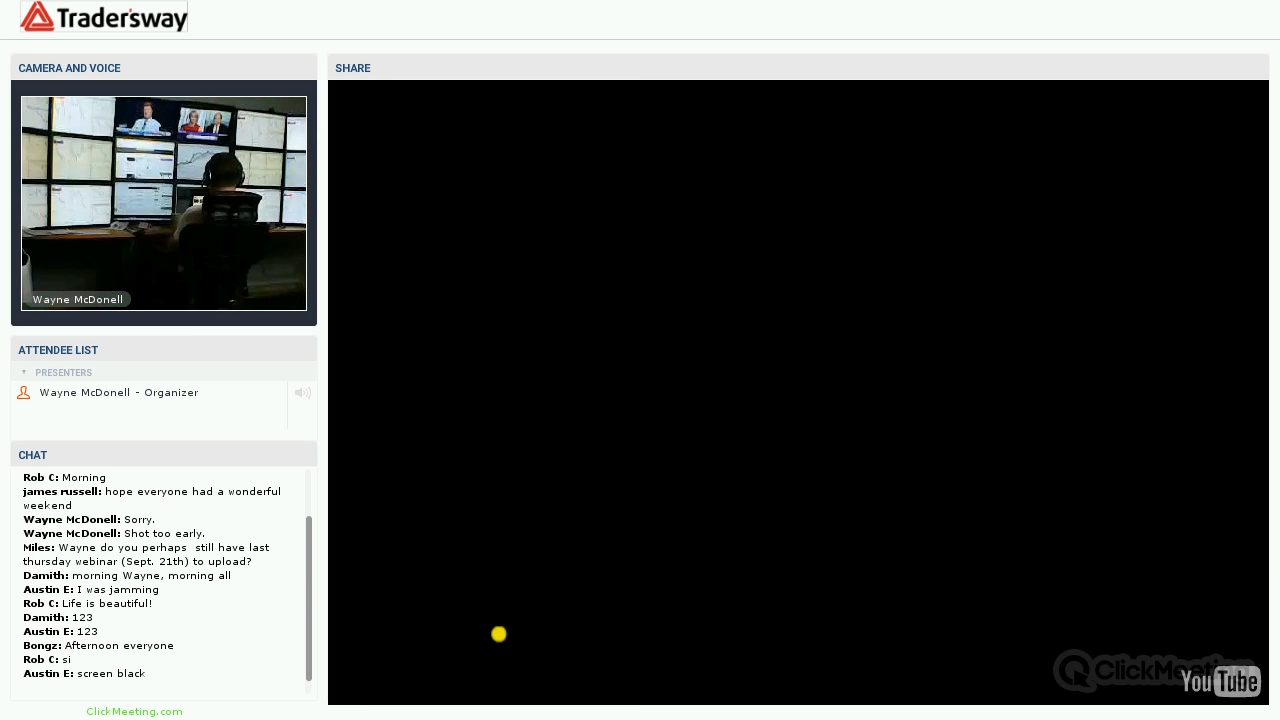 Tradersway
CAMERA AND VOICE
SHARE
Wayne McDonell
ATTENDEE LIST
PRESENTERS
Wayne McDonell - Organizer
CHAT
Rob C: Morning
james russell: hope everyone had a wonderful
weekend
Wayne McDonell: Sorry.
Wayne McDonell: Shot too early.
Miles: Wayne do you perhaps still have last
thursday webinar (Sept. 21th) to upload?
Damith: morning Wayne, morning all
Austin E: I was jamming
Rob C: Life is beautiful!
Damith: 123
Austin E: 123
Bongz: Afternoon everyone
Rob C: si
Austin E: screen black
ClickMeeting
YouTube
ClickMeeting.com